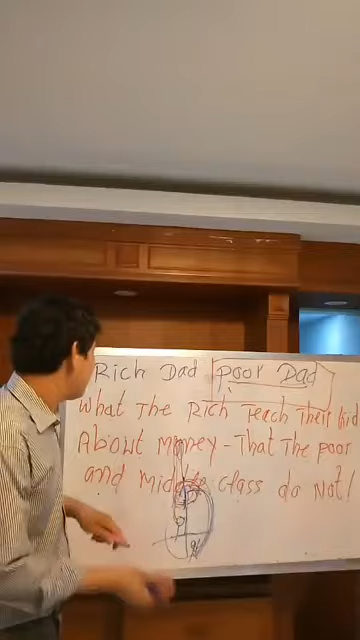 Rich Dad poor Dad
What The Rich Teach Their kid
About money - That The poor
and middle class do Not!